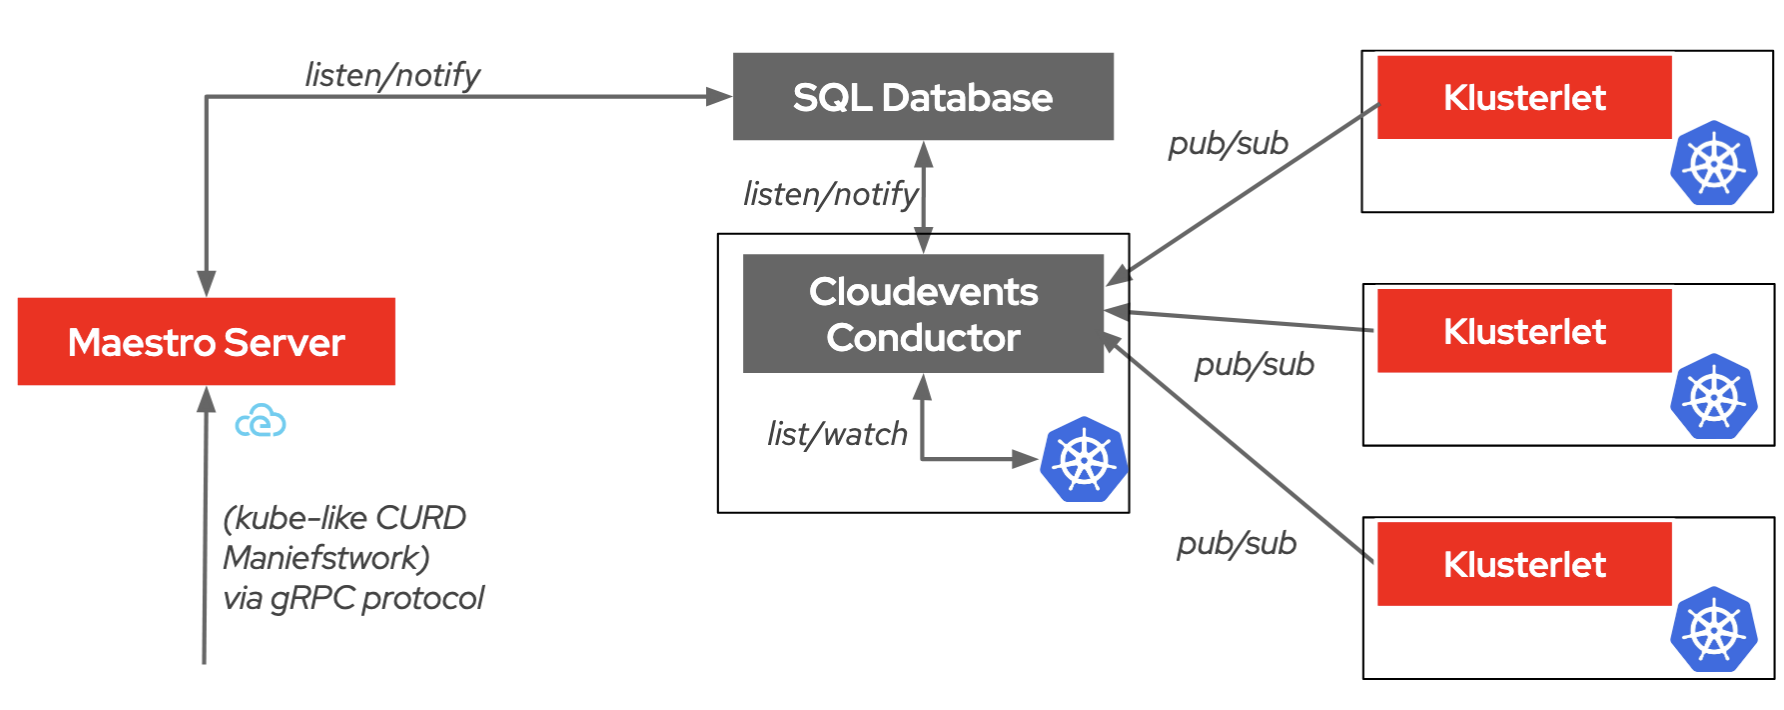 listen/notify
SQL Database
Klusterlet
pub/sub
listen/notify
Cloudevents
Conductor
Maestro Server
Klusterlet
pub/sub
list/watch
(kube-like CURD
Maniefstwork)
via gRPC protocol
pub/sub
Klusterlet